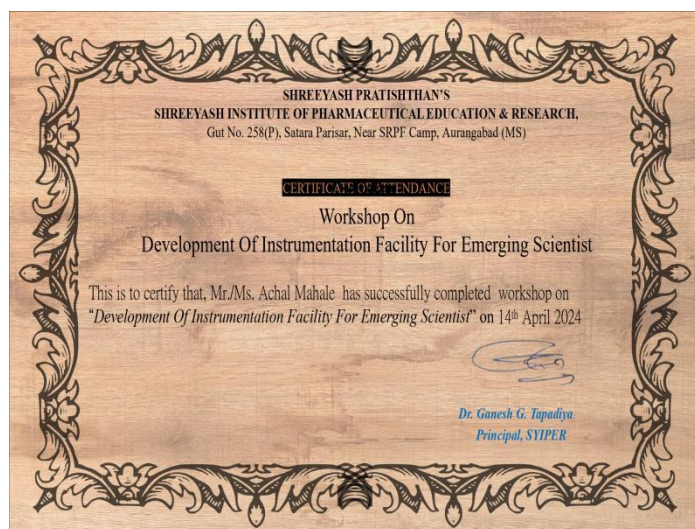 SHREEYASH PRATISHTHAN'S
SHREEYASH INSTITUTE OF PHARMACEUTICAL EDUCATION & RESEARCH,
Gut No. 258(P), Satara Parisar, Near SRPF Camp, Aurangabad (MS)
CERTIFICATE OF ATTENDANCE
Workshop On
Development Of Instrumentation Facility For Emerging Scientist
This is to certify that, Mr./Ms. Achal Mahale has successfully completed workshop on
“Development Of Instrumentation Facility For Emerging Scientist” on 14th April 2024
Dr. Ganesh G. Tapadiya
Principal, SYIPER